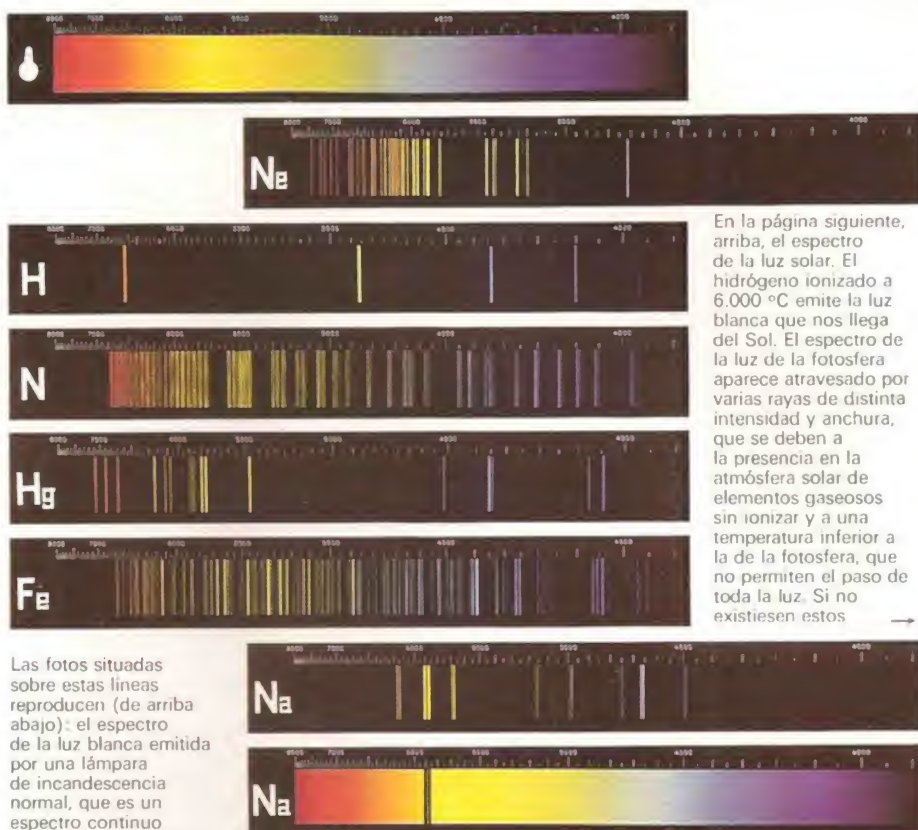 Ne
H
N
Hg
Fe
En la página siguiente,
arriba, el espectro
de la luz solar. El
hidrógeno ionizado a
6.000 °C emite la luz
blanca que nos llega
del Sol. El espectro de
la luz de la fotosfera
aparece atravesado por
varias rayas de distinta
intensidad y anchura,
que se deben a
la presencia en la
atmósfera solar de
elementos gaseosos
sin ionizar y a una
temperatura inferior a
la de la fotosfera, que
no permiten el paso de
toda la luz. Si no
existiesen estos →
Las fotos situadas
sobre estas líneas
reproducen (de arriba
abajo): el espectro
de la luz blanca emitida
por una lámpara
de incandescencia
normal, que es un
espectro continuo
Na
Na